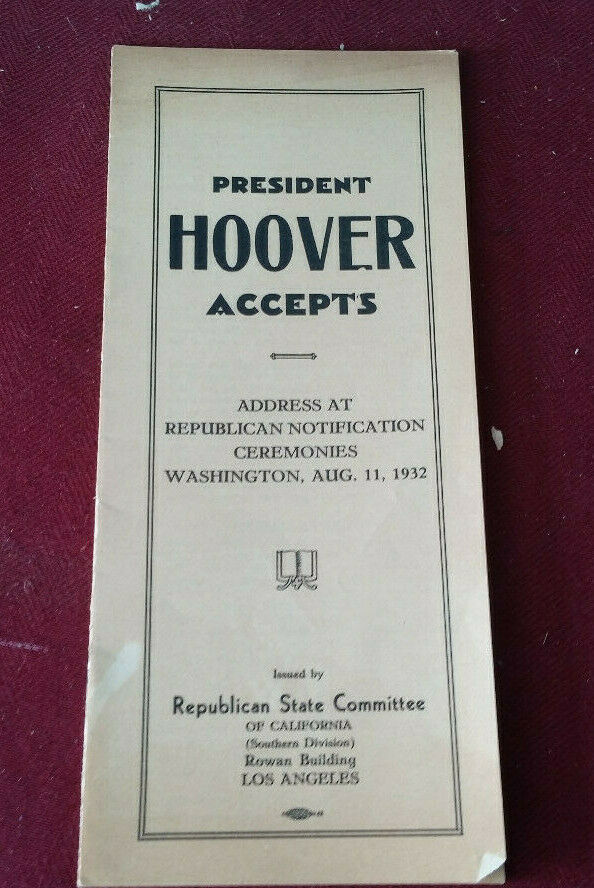 PRESIDENT
HOOVER
ACCEPTS
ADDRESS AT
REPUBLICAN NOTIFICATION
CEREMONIES
WASHINGTON, AUG. 11, 1932
Issued by
Republican State Committee
OF CALIFORNIA
(Southern Division)
Rowan Building
LOS ANGELES